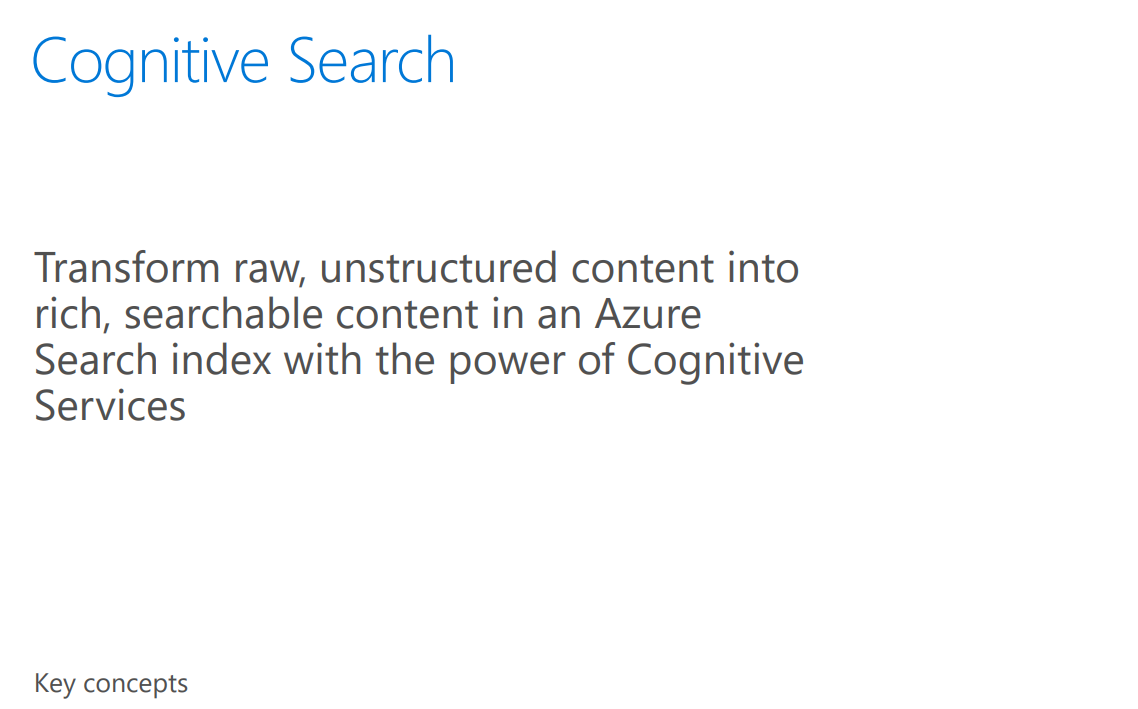 Cognitive Search
Transform raw, unstructured content into
rich, searchable content in an Azure
Search index with the power of Cognitive
Services
Key concepts